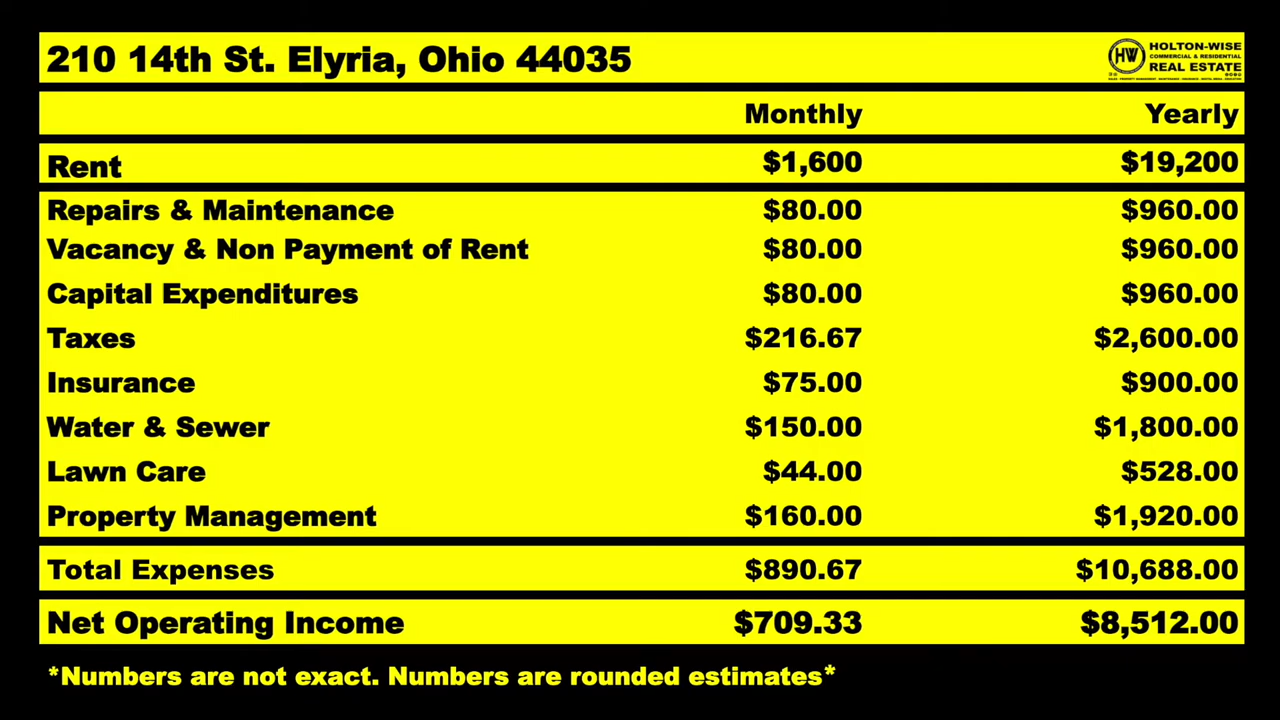 210 14th St. Elyria, Ohio 44035
HW
HOLTON-WISE
COMMERCIAL & RESIDENTIAL
REAL ESTATE
Monthly Yearly
Rent $1,600 $19,200
Repairs & Maintenance $80.00 $960.00
Vacancy & Non Payment of Rent $80.00 $960.00
Capital Expenditures $80.00 $960.00
Taxes $216.67 $2,600.00
Insurance $75.00 $900.00
Water & Sewer $150.00 $1,800.00
Lawn Care $44.00 $528.00
Property Management $160.00 $1,920.00
Total Expenses $890.67 $10,688.00
Net Operating Income $709.33 $8,512.00
*Numbers are not exact. Numbers are rounded estimates*